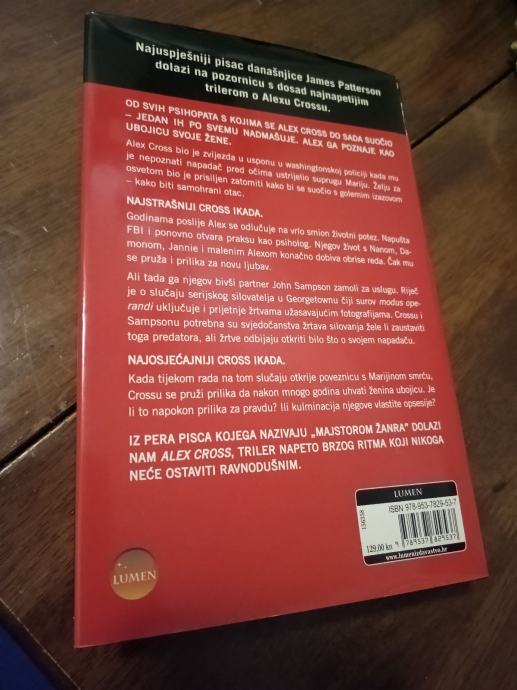 Najuspješniji pisac današnjice James Patterson
dolazi na pozornicu s dosad najnapetijim
trilerom o Alexu Crossu.
OD SVIH PSIHOPATA S KOJIMA SE ALEX CROSS DO SADA SUOČIO
– JEDAN IH PO SVEMU NADMAŠUJE. ALEX GA POZNAJE KAO
UBOJICU SVOJE ŽENE.
Alex Cross bio je zvijezda u usponu u washingtonskoj policiji kada mu
je nepoznati napadač pred očima ustrijelio suprugu Mariju. Želju za
osvetom bio je prisiljen zatomiti kako bi se suočio s golemim izazovom
– kako biti samohrani otac.
NAJSTRAŠNIJI CROSS IKADA.
Godinama poslije Alex se odlučuje na vrlo smion životni potez. Napušta
FBI i ponovno otvara praksu kao psiholog. Njegov život s Nanom, Da-
monom, Jannie i malenim Alexom konačno dobiva obrise reda. Čak mu
se pruža i prilika za novu ljubav.
Ali tada ga njegov bivši partner John Sampson zamoli za uslugu. Riječ
je o slučaju serijskog silovatelja u Georgetownu čiji surov modus ope-
randi uključuje i prijetnje žrtvama užasavajućim fotografijama. Crossu i
Sampsonu potrebna su svjedočanstva žrtava silovanja žele li zaustaviti
toga predatora, ali žrtve odbijaju otkriti bilo što o svojem napadaču.
NAJOSJEĆAJNIJI CROSS IKADA.
Kada tijekom rada na tom slučaju otkrije poveznicu s Marijinom smrću,
Crossu se pruži prilika da nakon mnogo godina uhvati ženina ubojicu. Je
li to napokon prilika za pravdu? Ili kulminacija njegove vlastite opsesije?
IZ PERA PISCA KOJEGA NAZIVAJU „MAJSTOROM ŽANRA” DOLAZI
NAM ALEX CROSS, TRILER NAPETO BRZOG RITMA KOJI NIKOGA
NEĆE OSTAVITI RAVNODUŠNIM.
LUMEN
ISBN 978-953-7829-53-7
136358
129,00 kn
9 789537 829537
www.lumenizdavastvo.hr
LUMEN